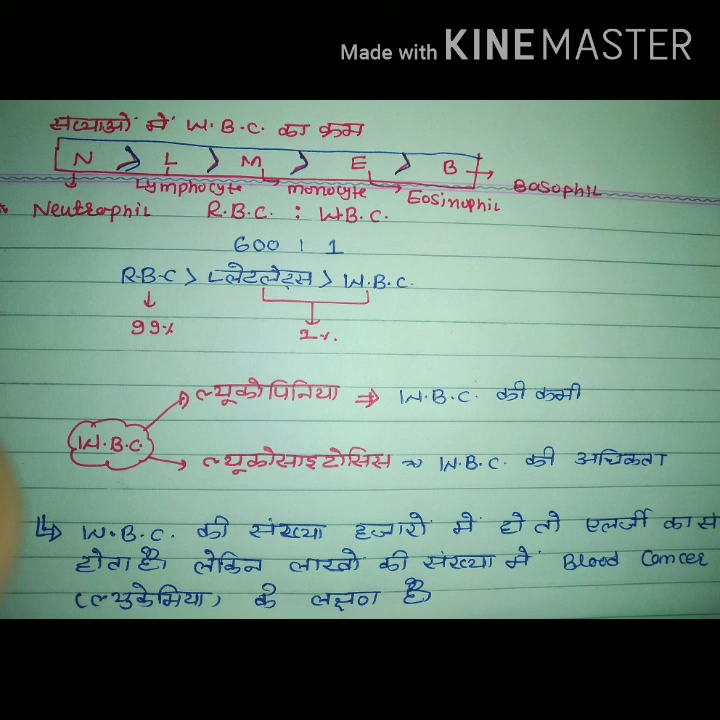 Made with KINEMASTER
सख्याओं में W.B.C. का क्रम
N > L > M > E > B → Basophil
Lymphocyte monocyte Eosinophil
Neutrophil R.B.C. : W.B.C.
600 : 1
R.B.C > प्लेटलेट्स > W.B.C.
99% 1%
ल्यूकोपिनिया ⇒ W.B.C. की कमी
W.B.C.
ल्यूकोसाइटोसिस ~ W.B.C. की अधिकता
↳ W.B.C. की संख्या हजारों में हो तो एलर्जी का सं
होता है। लेकिन लाखो की संख्या में Blood Cancer
(ल्युकेमिया) के लक्षण है